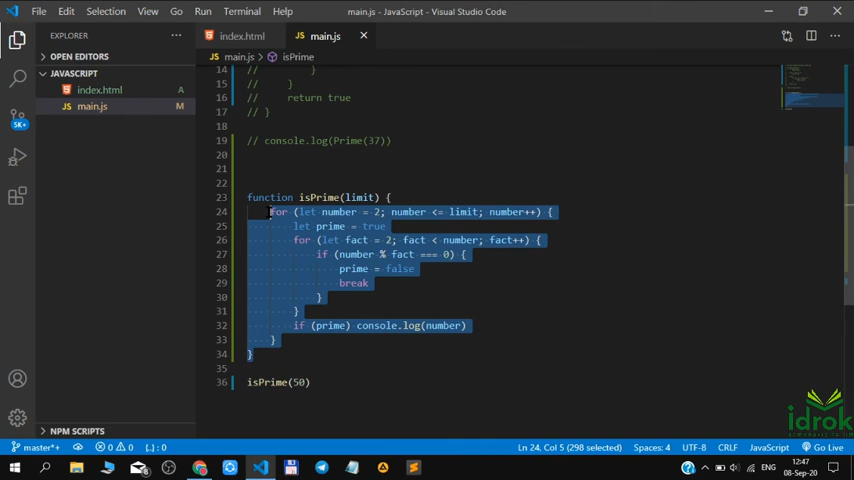 File Edit Selection View Go Run Terminal Help main.js - JavaScript - Visual Studio Code
EXPLORER
index.html
main.js
OPEN EDITORS
main.js > isPrime
JAVASCRIPT
index.html A
main.js M
14 // }
15 // }
16 // return true
17 // }
18
19 // console.log(Prime(37))
20
21
22
23 function isPrime(limit) {
24 for (let number = 2; number <= limit; number++) {
25 let prime = true
26 for (let fact = 2; fact < number; fact++) {
27 if (number % fact === 0) {
28 prime = false
29 break
30 }
31 }
32 if (prime) console.log(number)
33 }
34 }
35
36 isPrime(50)
5K+
NPM SCRIPTS
idrok
master*+ 0 0 {..} : 0 Ln 24, Col 5 (298 selected) Spaces: 4 UTF-8 CRLF JavaScript Go Live
8 ENG 12:47
08-Sep-20